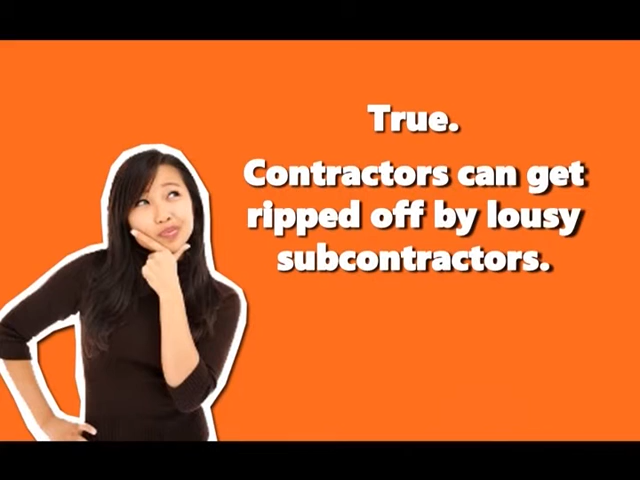 True.
Contractors can get
ripped off by lousy
subcontractors.